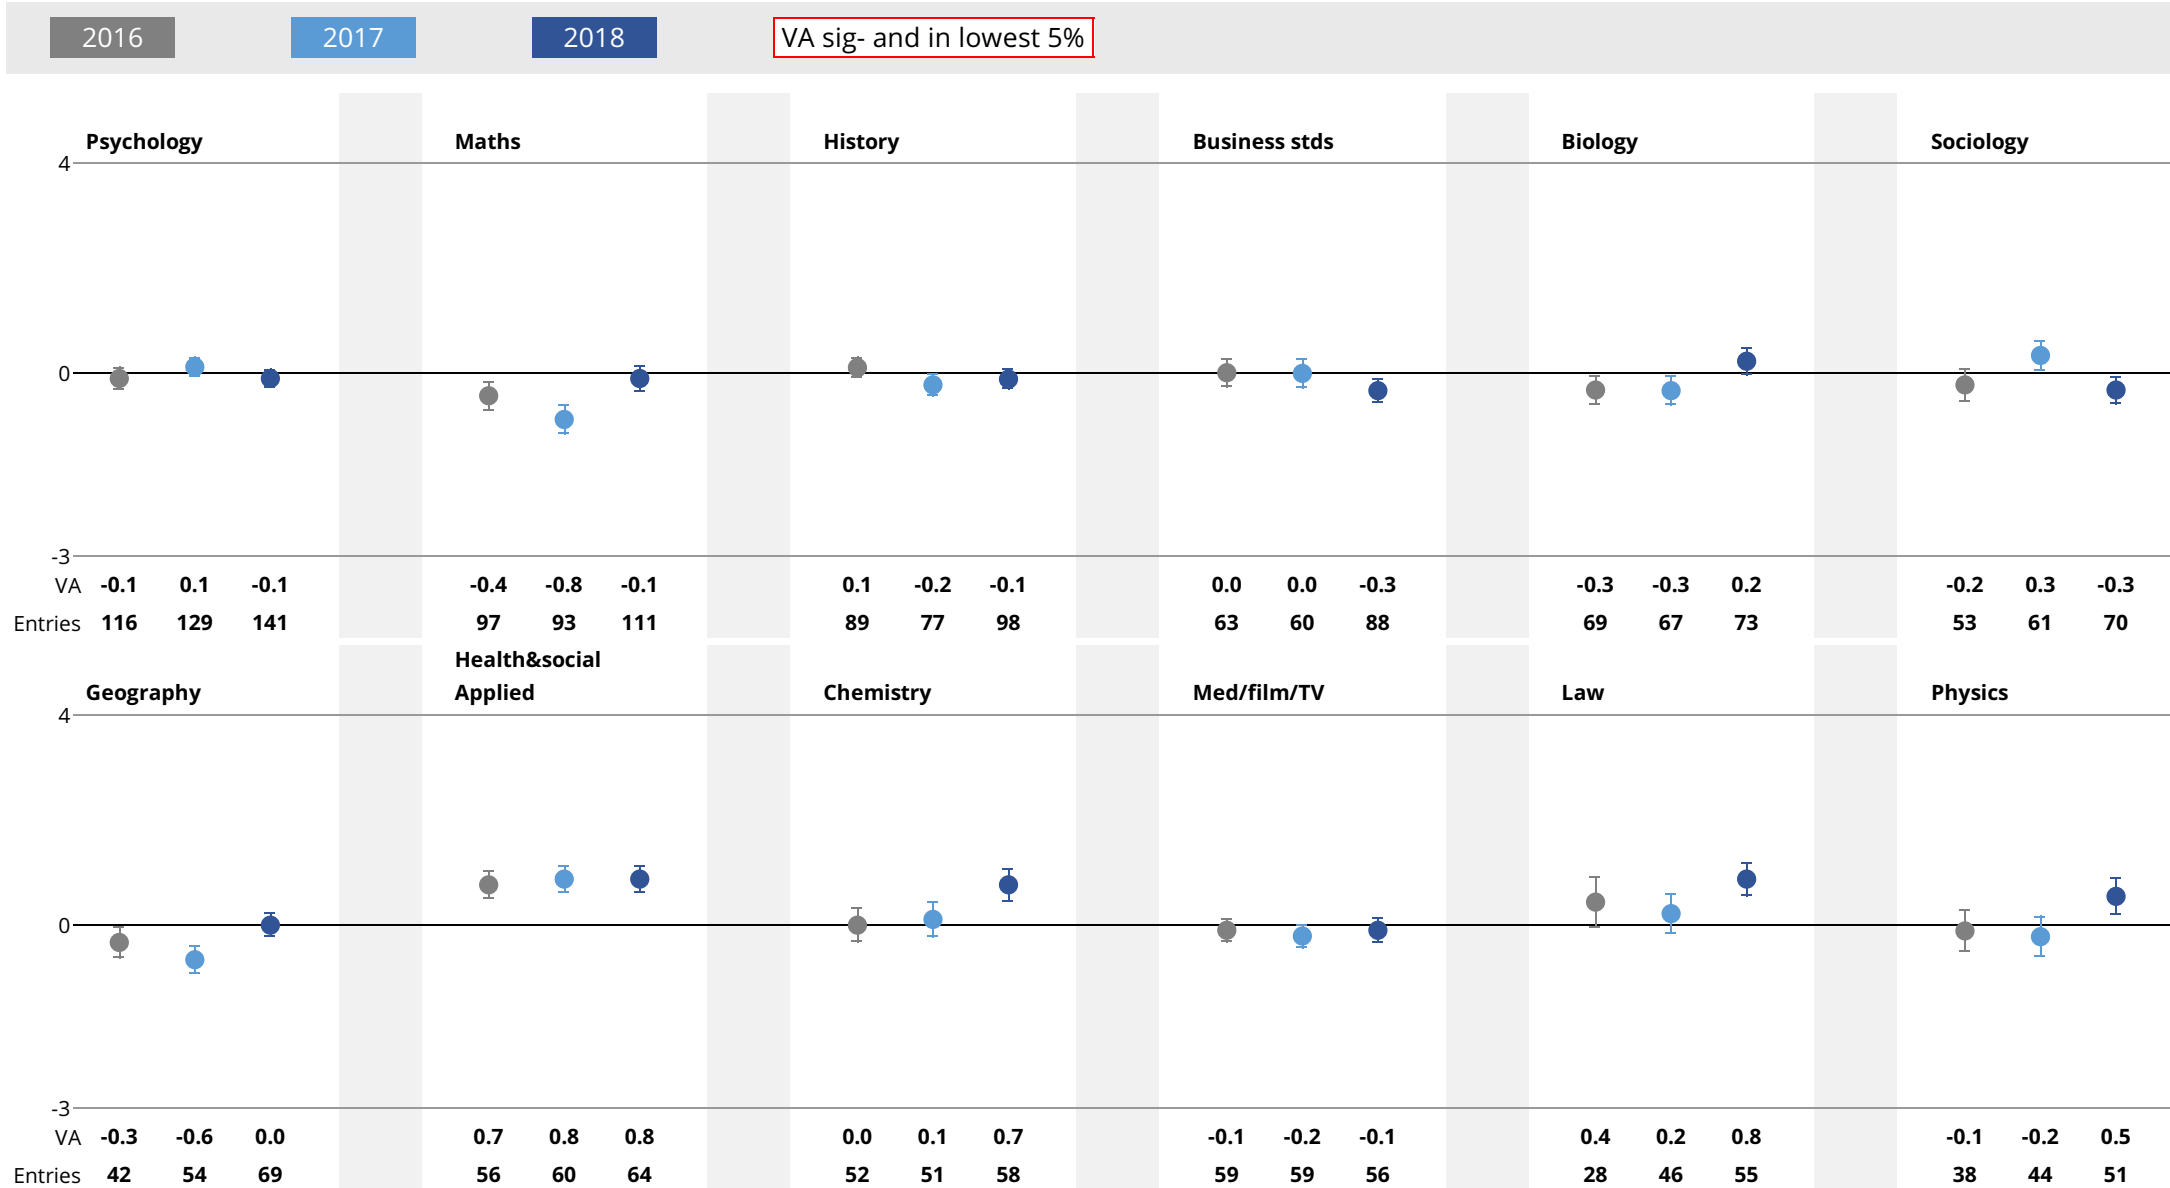 2016 2017 2018 VA sig- and in lowest 5%
Psychology Maths History Business stds Biology Sociology
4
0
-3
VA -0.1 0.1 -0.1 -0.4 -0.8 -0.1 0.1 -0.2 -0.1 0.0 0.0 -0.3 -0.3 -0.3 0.2 -0.2 0.3 -0.3
Entries 116 129 141 97 93 111 89 77 98 63 60 88 69 67 73 53 61 70
Health&social
Geography Applied Chemistry Med/film/TV Law Physics
4
0
-3
VA -0.3 -0.6 0.0 0.7 0.8 0.8 0.0 0.1 0.7 -0.1 -0.2 -0.1 0.4 0.2 0.8 -0.1 -0.2 0.5
Entries 42 54 69 56 60 64 52 51 58 59 59 56 28 46 55 38 44 51